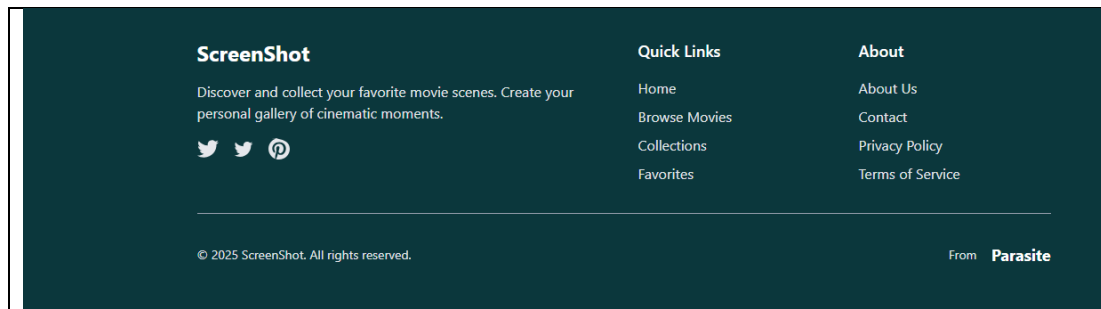 ScreenShot
Discover and collect your favorite movie scenes. Create your
personal gallery of cinematic moments.
Quick Links
Home
Browse Movies
Collections
Favorites
About
About Us
Contact
Privacy Policy
Terms of Service
© 2025 ScreenShot. All rights reserved.
From Parasite